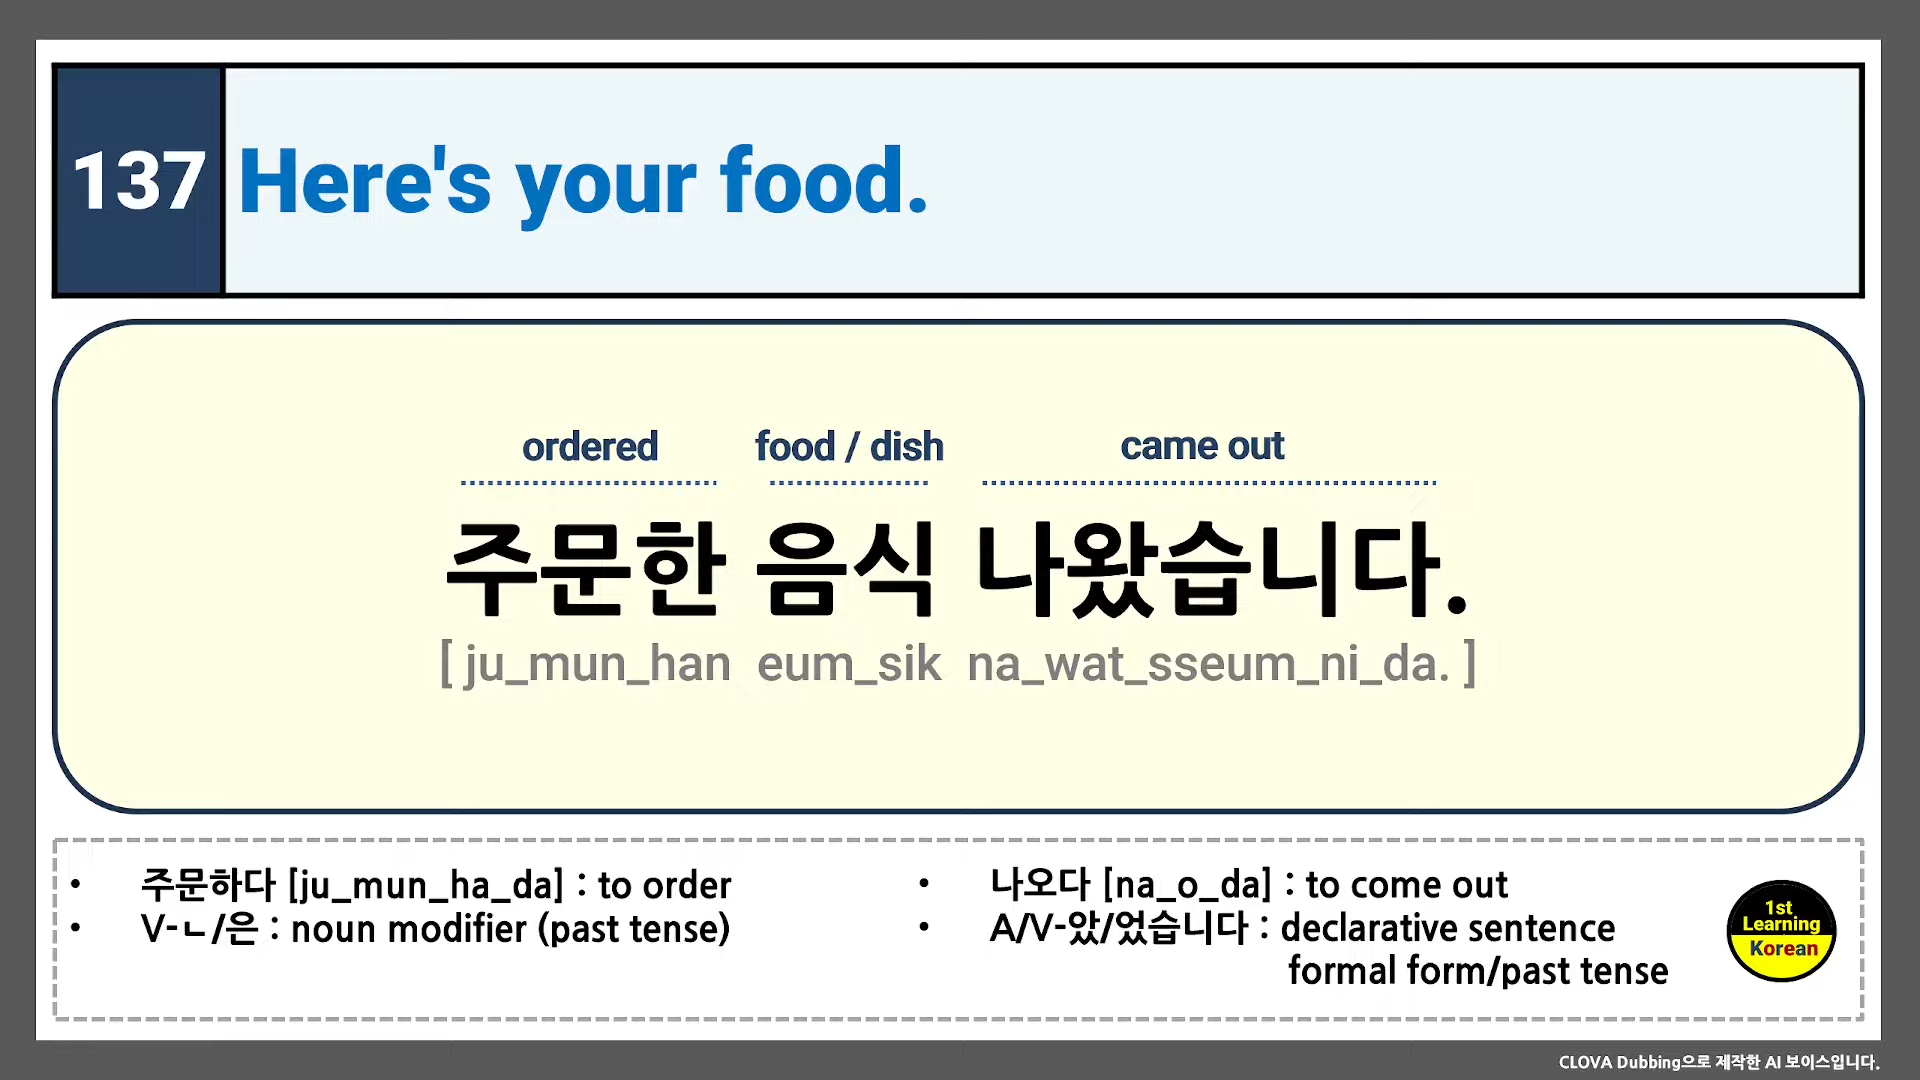 137 Here's your food.
ordered food / dish came out
주문한 음식 나왔습니다.
[ ju_mun_han eum_sik na_wat_sseum_ni_da. ]
• 주문하다 [ju_mun_ha_da] : to order
• V-ㄴ/은 : noun modifier (past tense)
• 나오다 [na_o_da] : to come out
• A/V-았/었습니다 : declarative sentence
formal form/past tense
1st
Learning
Korean
CLOVA Dubbing으로 제작한 AI 보이스입니다.